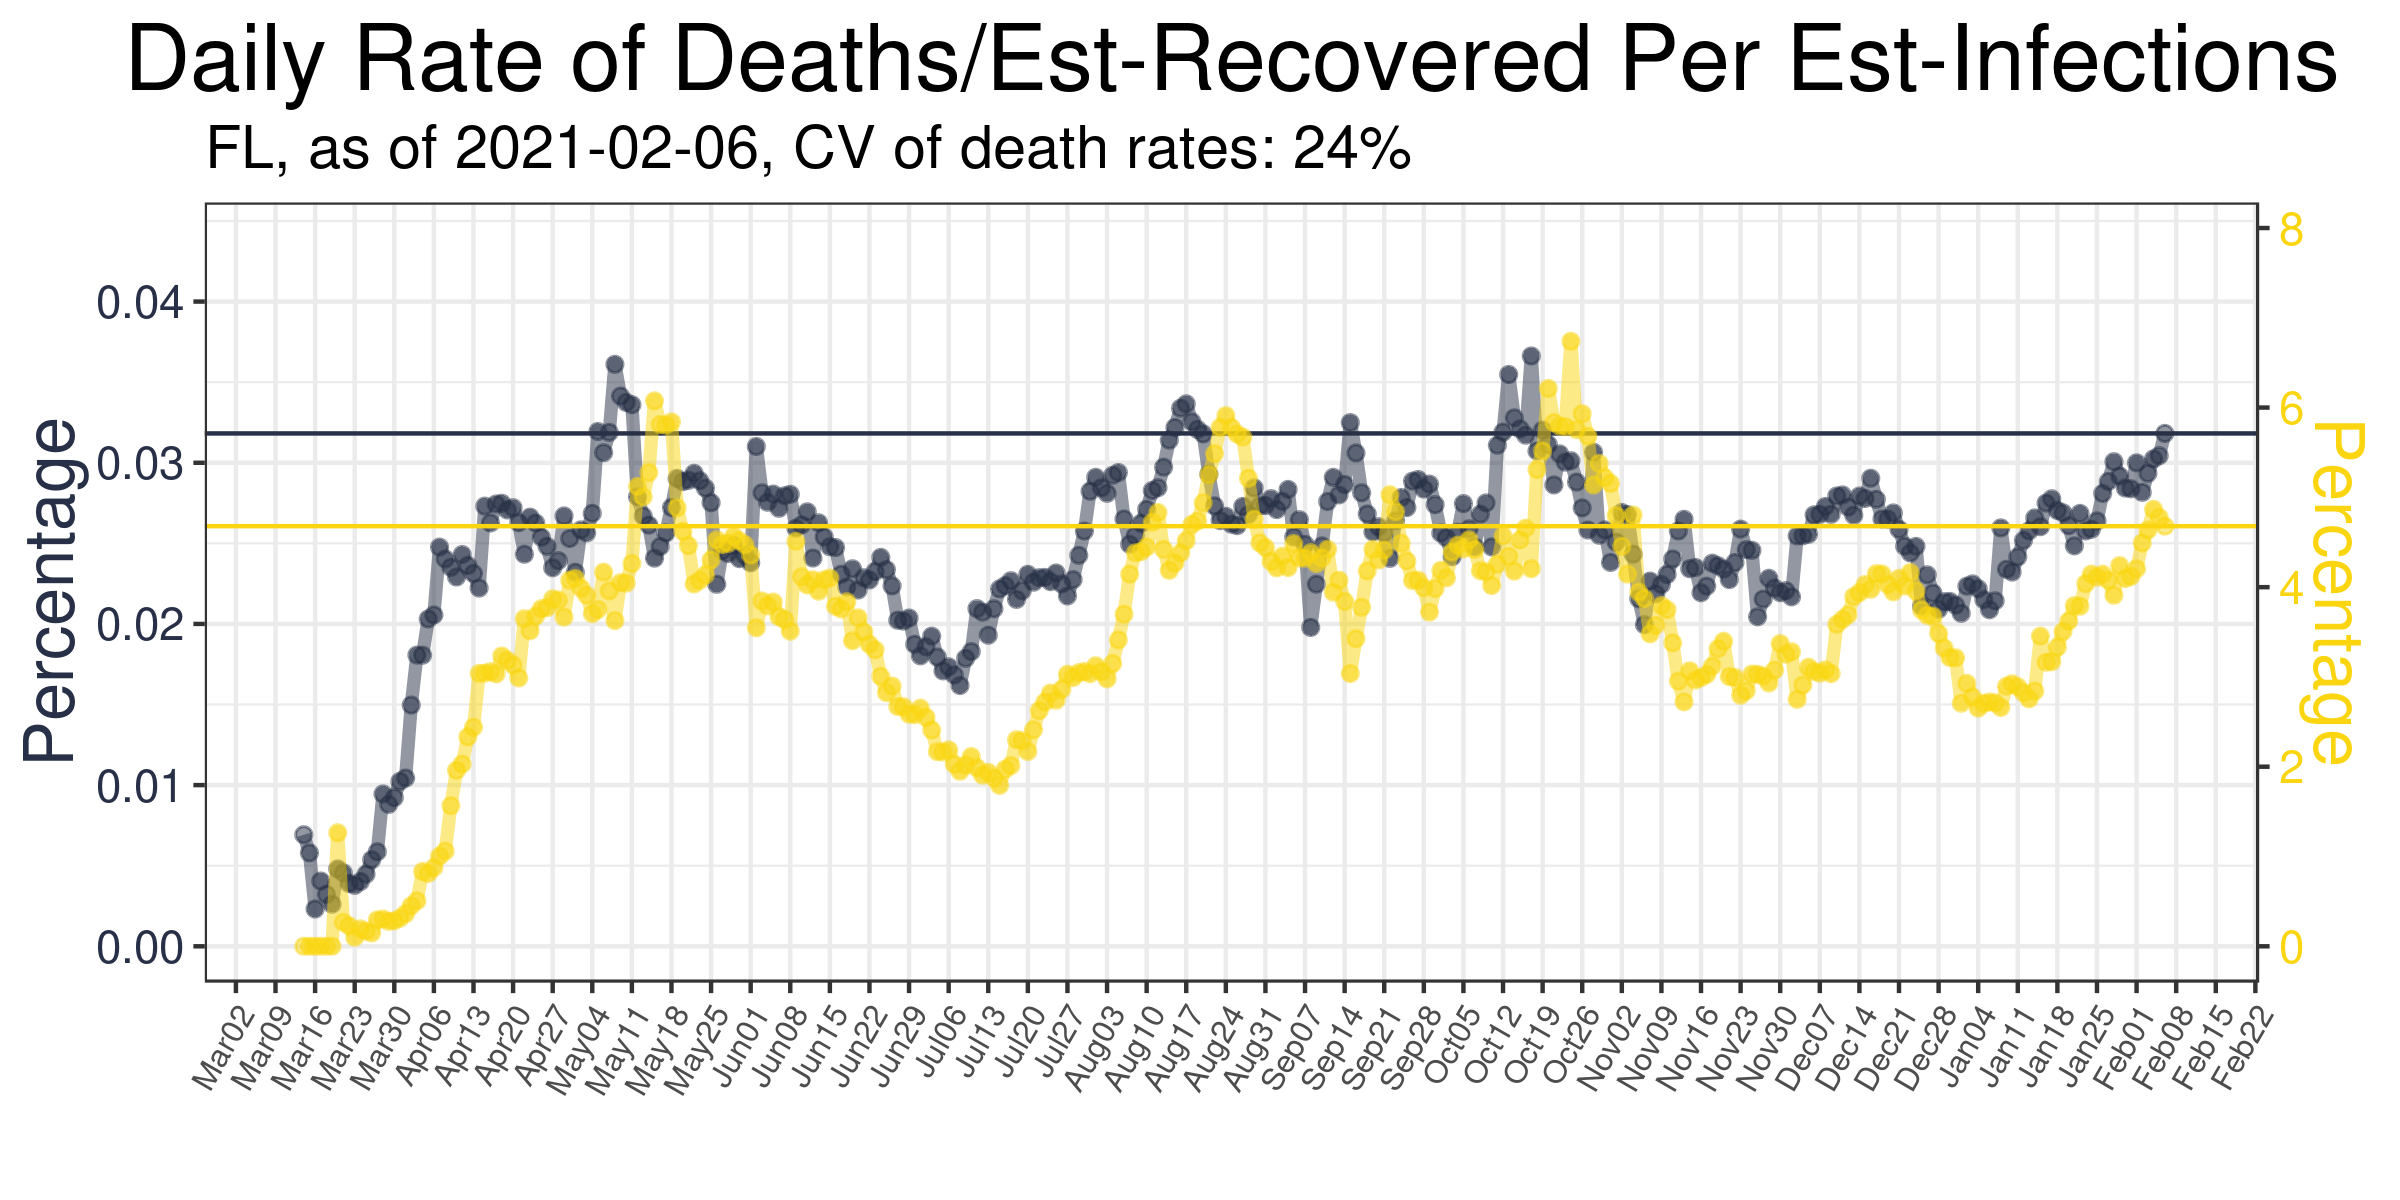 Daily Rate of Deaths/Est-Recovered Per Est-Infections
FL, as of 2021-02-06, CV of death rates: 24%
Percentage
0.04
0.03
0.02
0.01
0.00
8
6
4
2
0
Percentage
Mar02
Mar09
Mar16
Mar23
Mar30
Apr06
Apr13
Apr20
Apr27
May04
May11
May18
May25
Jun01
Jun08
Jun15
Jun22
Jun29
Jul06
Jul13
Jul20
Jul27
Aug03
Aug10
Aug17
Aug24
Aug31
Sep07
Sep14
Sep21
Sep28
Oct05
Oct12
Oct19
Oct26
Nov02
Nov09
Nov16
Nov23
Nov30
Dec07
Dec14
Dec21
Dec28
Jan04
Jan11
Jan18
Jan25
Feb01
Feb08
Feb15
Feb22